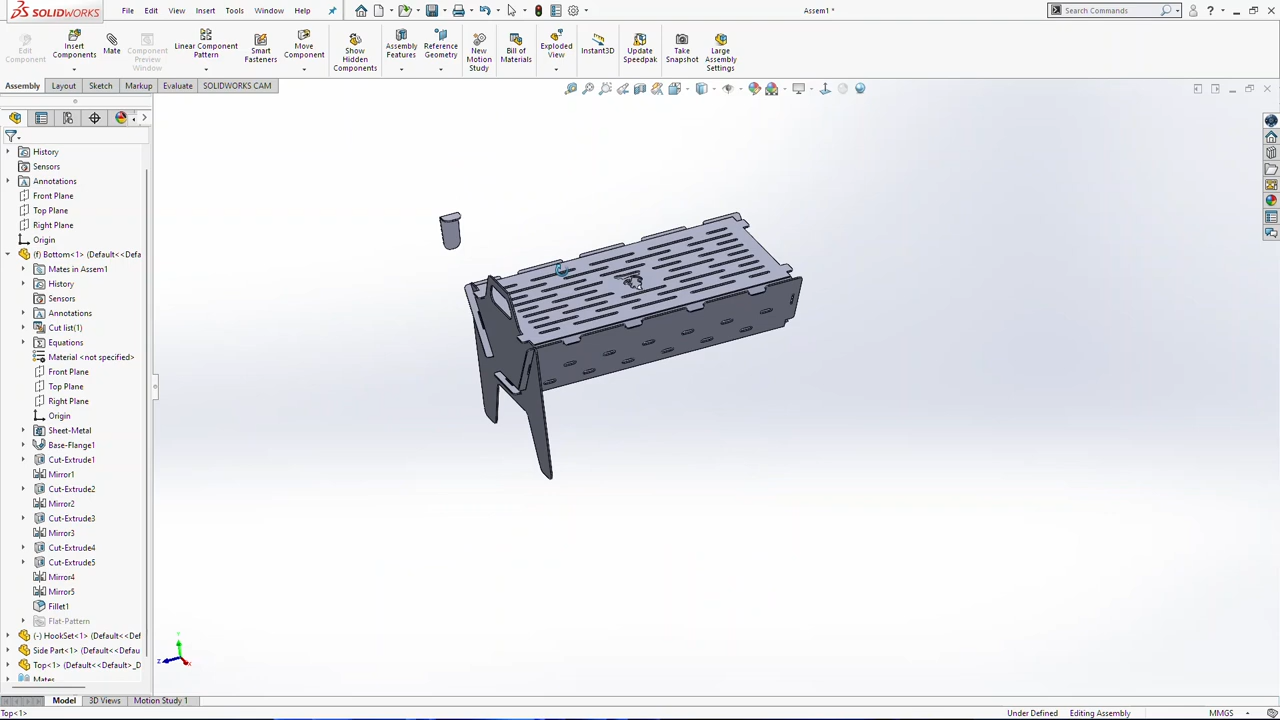 SOLIDWORKS File Edit View Insert Tools Window Help Assem1 * Search Commands
Edit Component
Insert Components
Mate
Component Preview Window
Linear Component Pattern
Smart Fasteners
Move Component
Show Hidden Components
Assembly Features
Reference Geometry
New Motion Study
Bill of Materials
Exploded View
Instant3D
Update Speedpak
Take Snapshot
Large Assembly Settings
Assembly Layout Sketch Markup Evaluate SOLIDWORKS CAM
History
Sensors
Annotations
Front Plane
Top Plane
Right Plane
Origin
(f) Bottom<1> (Default<<Defa
Mates in Assem1
History
Sensors
Annotations
Cut list(1)
Equations
Material <not specified>
Front Plane
Top Plane
Right Plane
Origin
Sheet-Metal
Base-Flange1
Cut-Extrude1
Mirror1
Cut-Extrude2
Mirror2
Cut-Extrude3
Mirror3
Cut-Extrude4
Cut-Extrude5
Mirror4
Mirror5
Fillet1
Flat-Pattern
(-) HookSet<1> (Default<<Def
Side Part<1> (Default<<Defau
Top<1> (Default<<Default>_D
Mates
Y
Z
X
Model 3D Views Motion Study 1
Top<1> Under Defined Editing Assembly MMGS